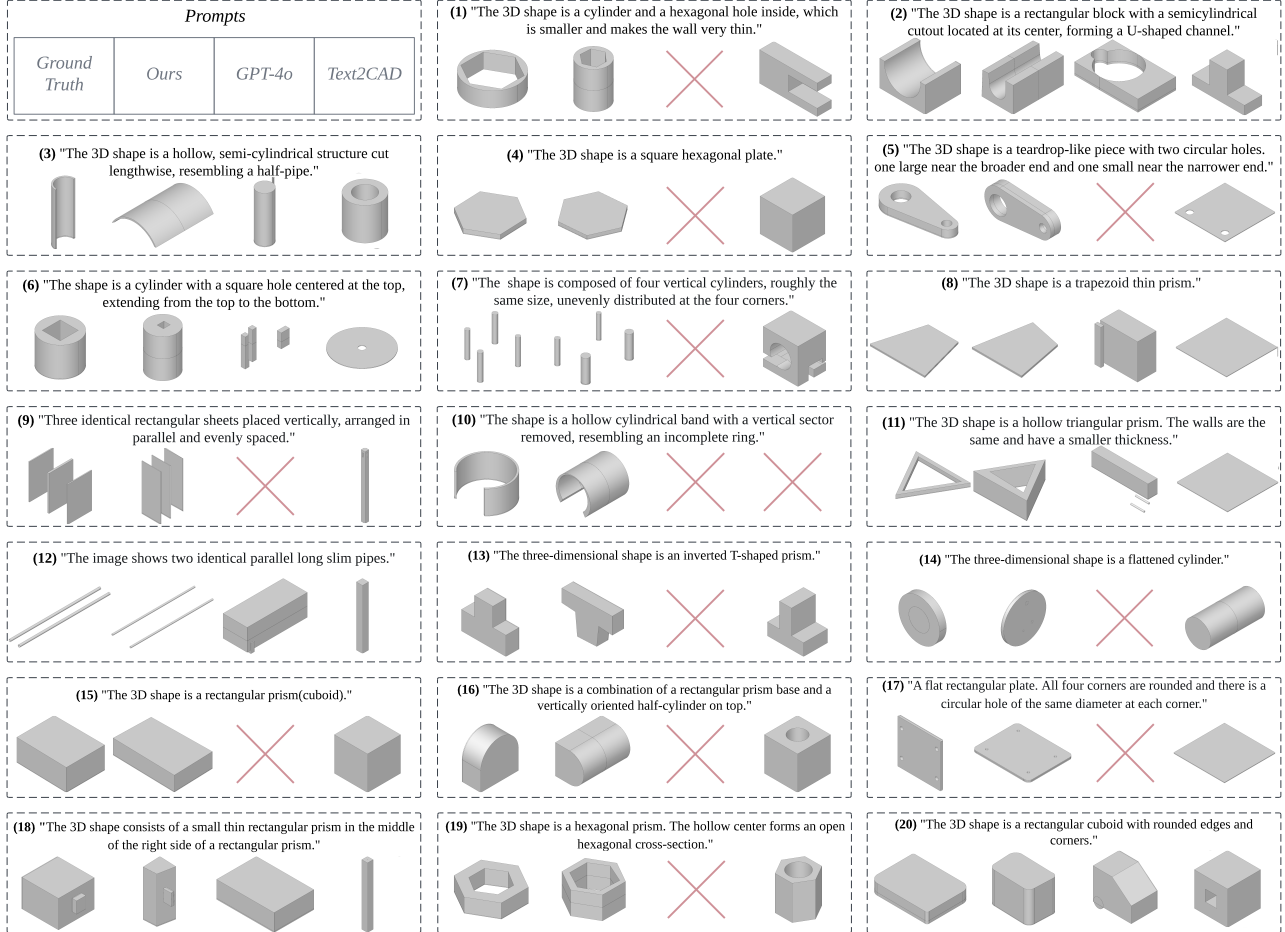 Prompts
Ground
Truth
Ours
GPT-4o
Text2CAD
(1) "The 3D shape is a cylinder and a hexagonal hole inside, which
is smaller and makes the wall very thin."
(2) "The 3D shape is a rectangular block with a semicylindrical
cutout located at its center, forming a U-shaped channel."
(3) "The 3D shape is a hollow, semi-cylindrical structure cut
lengthwise, resembling a half-pipe."
(4) "The 3D shape is a square hexagonal plate."
(5) "The 3D shape is a teardrop-like piece with two circular holes.
one large near the broader end and one small near the narrower end."
(6) "The shape is a cylinder with a square hole centered at the top,
extending from the top to the bottom."
(7) "The shape is composed of four vertical cylinders, roughly the
same size, unevenly distributed at the four corners."
(8) "The 3D shape is a trapezoid thin prism."
(9) "Three identical rectangular sheets placed vertically, arranged in
parallel and evenly spaced."
(10) "The shape is a hollow cylindrical band with a vertical sector
removed, resembling an incomplete ring."
(11) "The 3D shape is a hollow triangular prism. The walls are the
same and have a smaller thickness."
(12) "The image shows two identical parallel long slim pipes."
(13) "The three-dimensional shape is an inverted T-shaped prism."
(14) "The three-dimensional shape is a flattened cylinder."
(15) "The 3D shape is a rectangular prism(cuboid)."
(16) "The 3D shape is a combination of a rectangular prism base and a
vertically oriented half-cylinder on top."
(17) "A flat rectangular plate. All four corners are rounded and there is a
circular hole of the same diameter at each corner."
(18) "The 3D shape consists of a small thin rectangular prism in the middle
of the right side of a rectangular prism."
(19) "The 3D shape is a hexagonal prism. The hollow center forms an open
hexagonal cross-section."
(20) "The 3D shape is a rectangular cuboid with rounded edges and
corners."